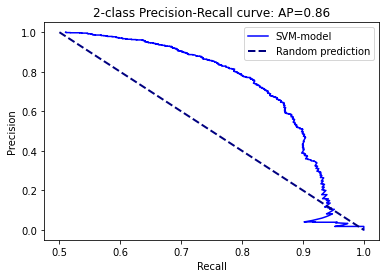 2-class Precision-Recall curve: AP=0.86
SVM-model
Random prediction
Precision
1.0
0.8
0.6
0.4
0.2
0.0
0.5 0.6 0.7 0.8 0.9 1.0
Recall